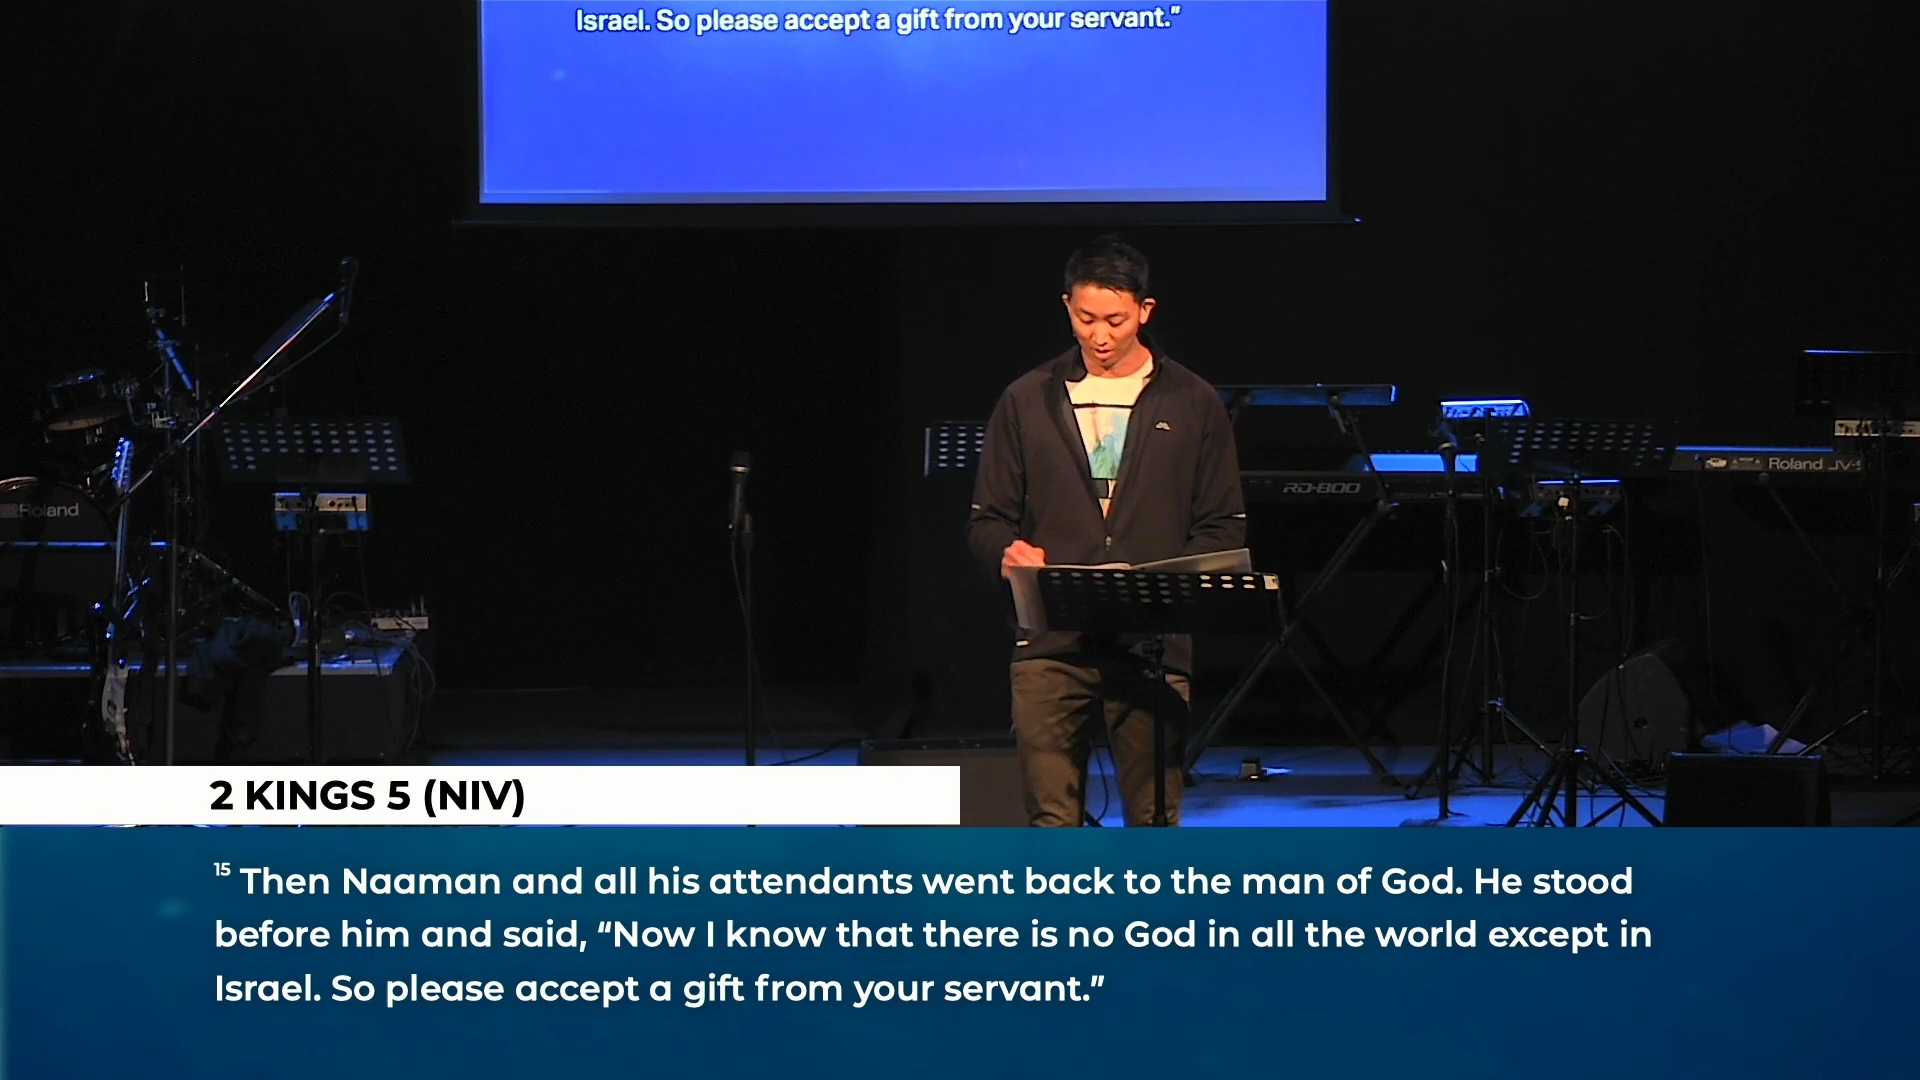 Israel. So please accept a gift from your servant.”
Roland
RD-800
Roland JV-
2 KINGS 5 (NIV)
15 Then Naaman and all his attendants went back to the man of God. He stood
before him and said, “Now I know that there is no God in all the world except in
Israel. So please accept a gift from your servant.”